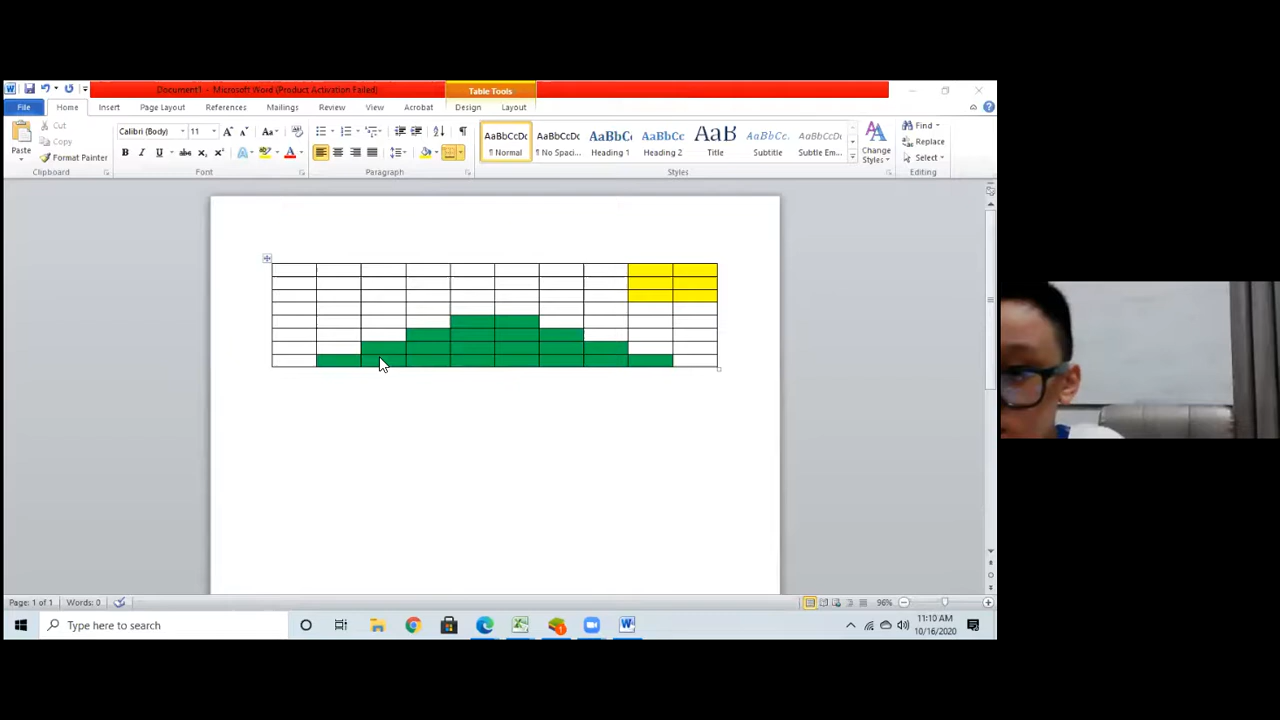 Document1 - Microsoft Word (Product Activation Failed)
Table Tools
File Home Insert Page Layout References Mailings Review View Acrobat Design Layout
Paste
Cut
Copy
Format Painter
Clipboard
Calibri (Body) 11
Font
Paragraph
AaBbCcDc AaBbCcDc AaBbCc AaBbCc AaB AaBbCc. AaBbCcDc
¶ Normal ¶ No Spaci... Heading 1 Heading 2 Title Subtitle Subtle Em...
Change Styles
Styles
Find
Replace
Select
Editing
Page: 1 of 1 Words: 0 96%
Type here to search
11:10 AM
10/16/2020